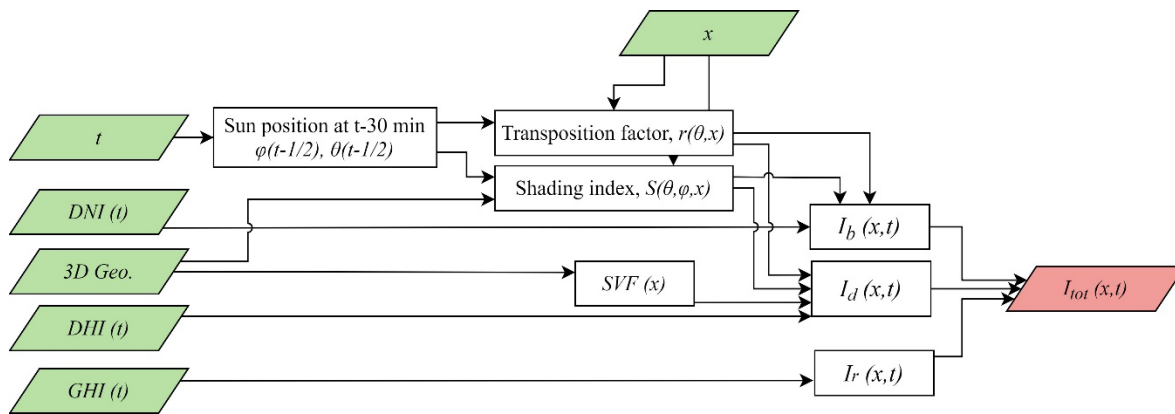 x
t
Sun position at t-30 min
φ(t-1/2), θ(t-1/2)
Transposition factor, r(θ,x)
Shading index, S(θ,φ,x)
DNI (t)
I_b (x,t)
3D Geo.
SVF (x)
I_d (x,t)
I_tot (x,t)
DHI (t)
GHI (t)
Ir (x,t)